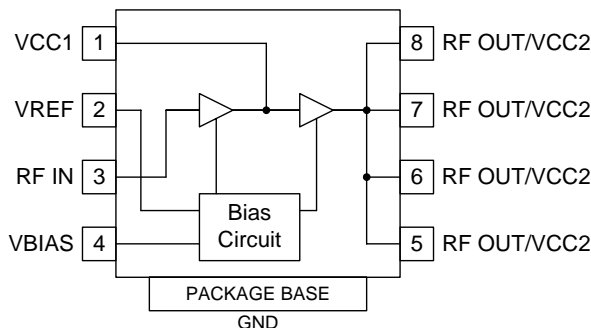 VCC1 1 8 RF OUT/VCC2
VREF 2 7 RF OUT/VCC2
RF IN 3 6 RF OUT/VCC2
VBIAS 4 5 RF OUT/VCC2
Bias
Circuit
PACKAGE BASE
GND